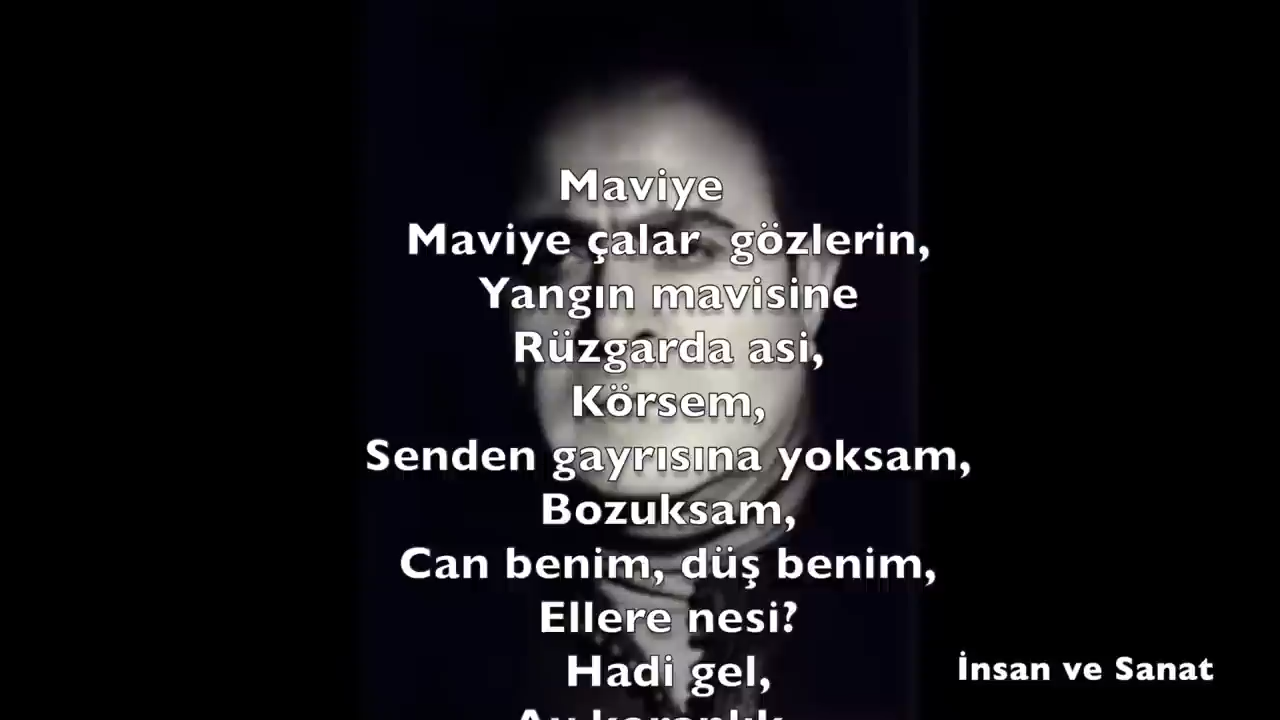 Maviye
Maviye çalar gözlerin,
Yangın mavisine
Rüzgarda asi,
Körsem,
Senden gayrısına yoksam,
Bozuksam,
Can benim, düş benim,
Ellere nesi?
Hadi gel,
İnsan ve Sanat